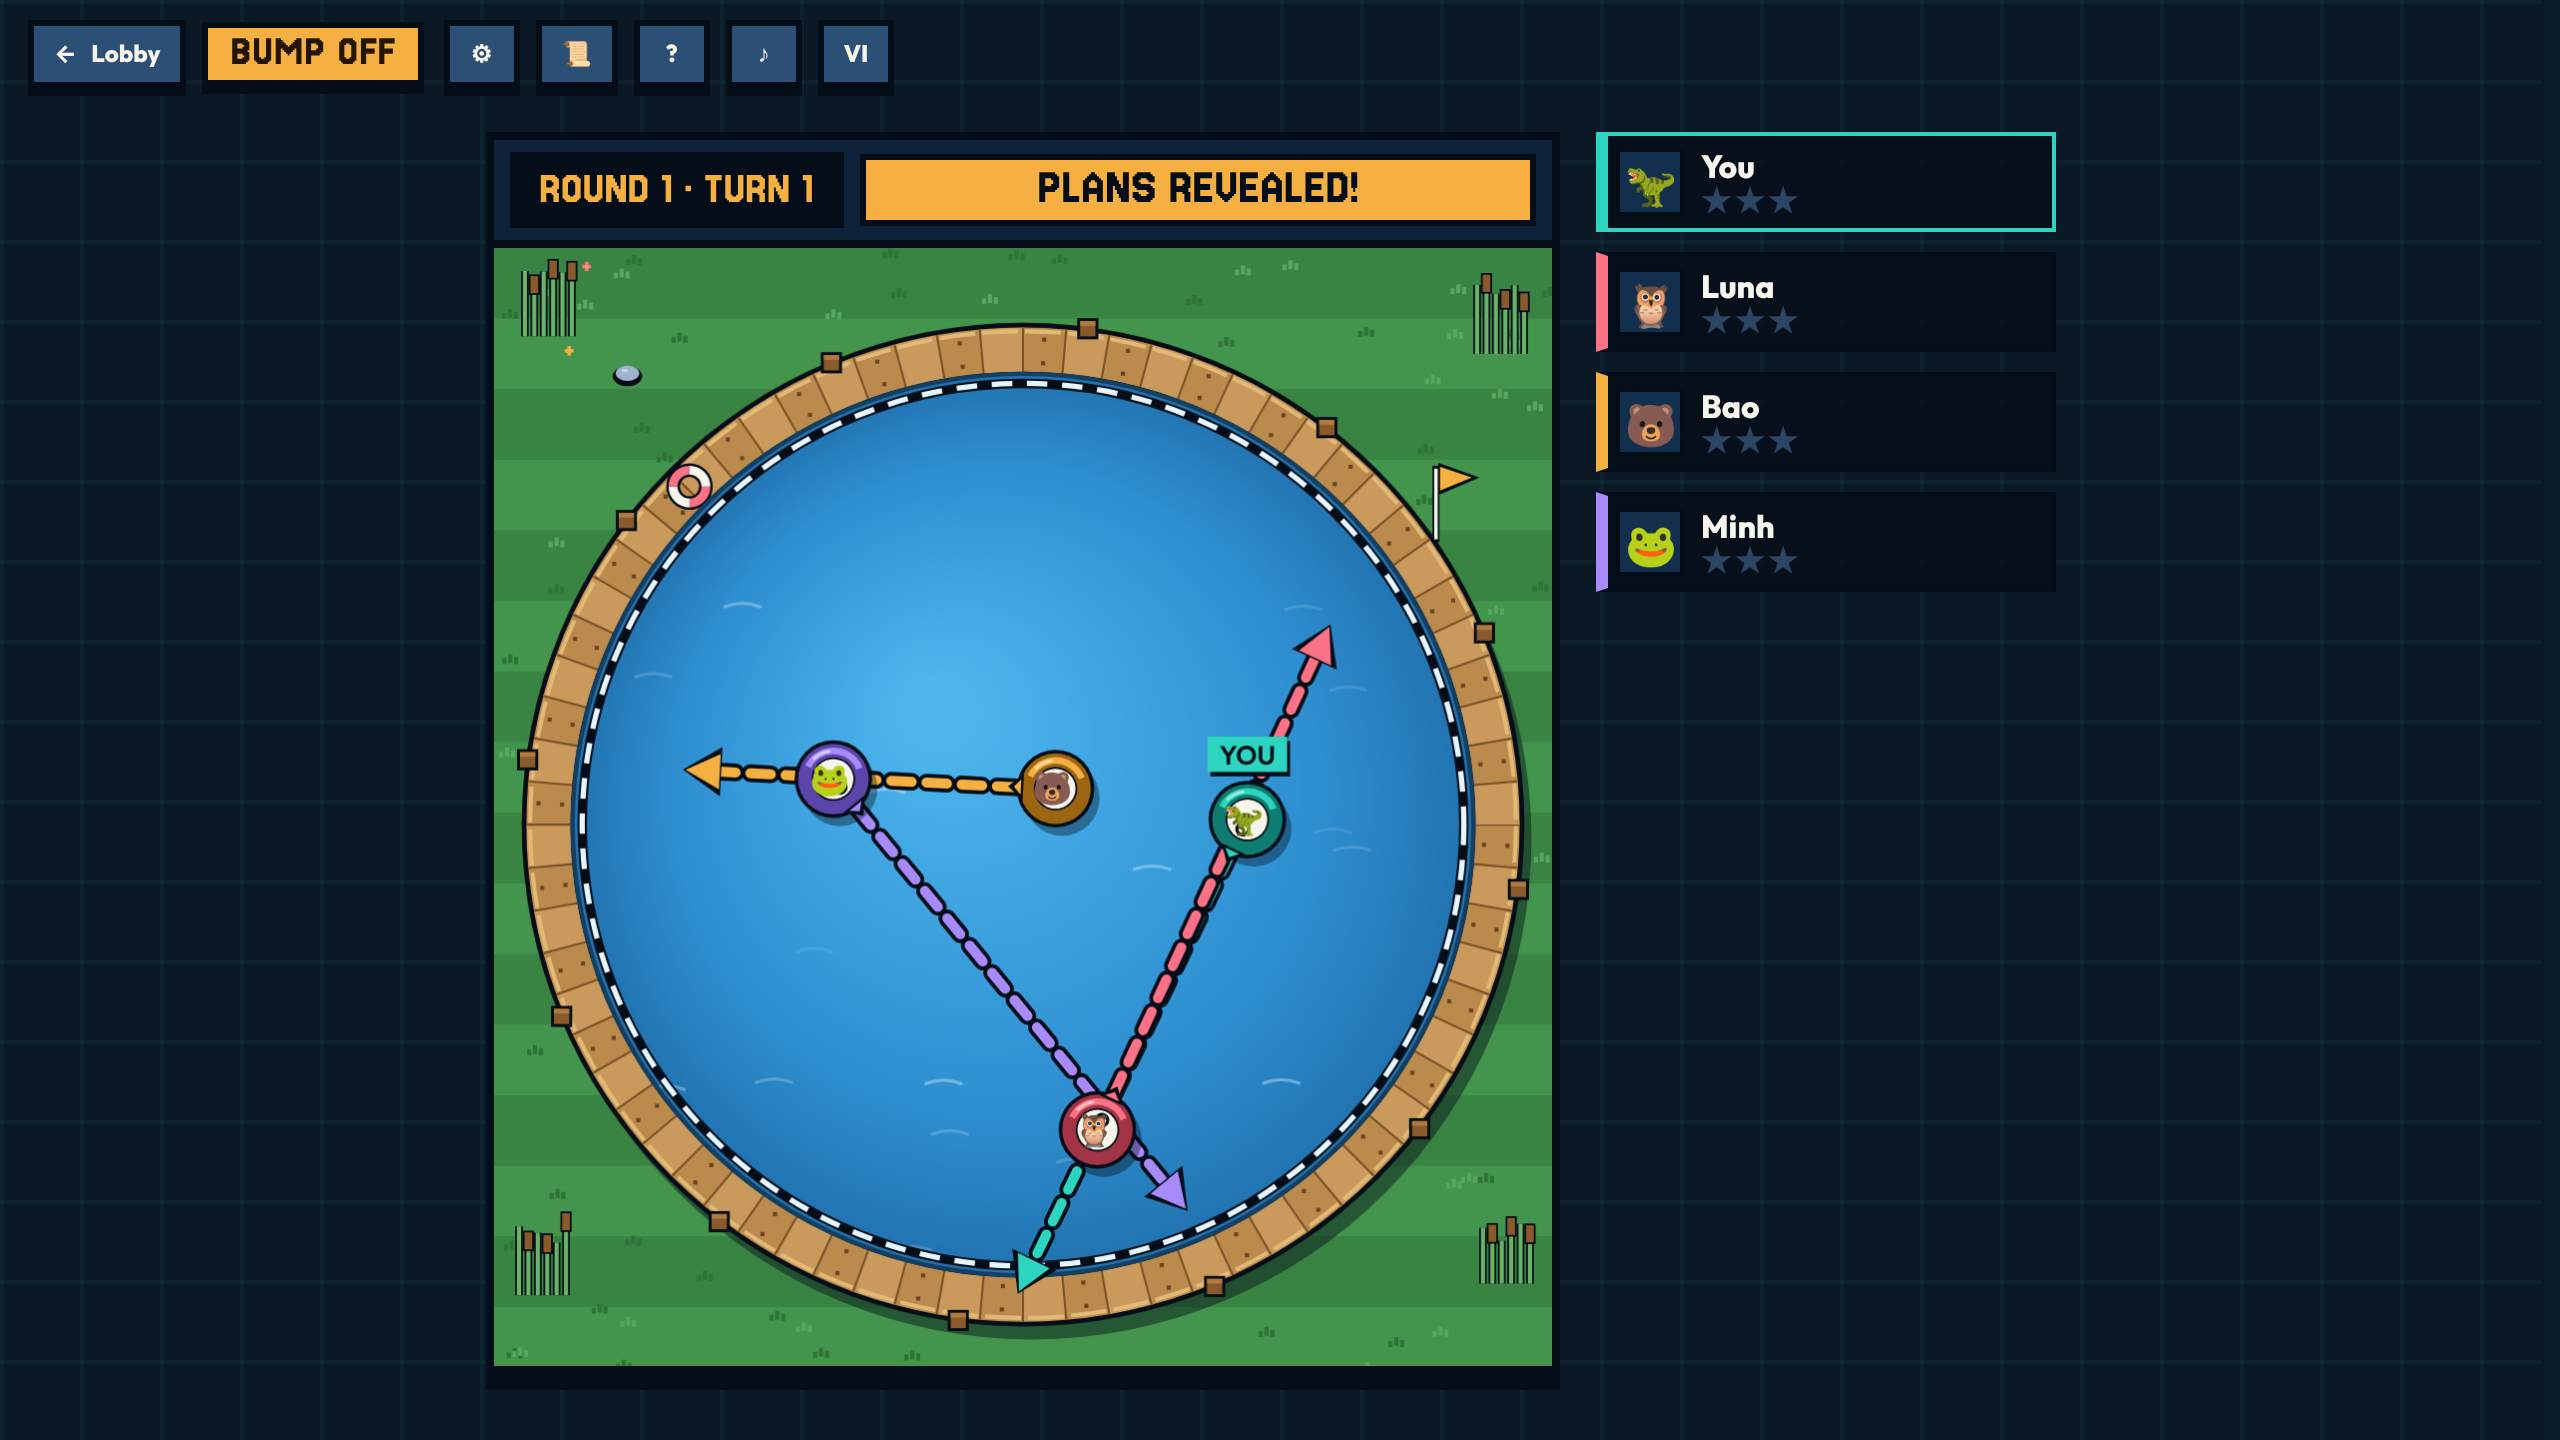 ← Lobby
BUMP OFF
?
♪
VI
ROUND 1 · TURN 1
PLANS REVEALED!
You
★★★
Luna
★★★
Bao
★★★
Minh
★★★
YOU